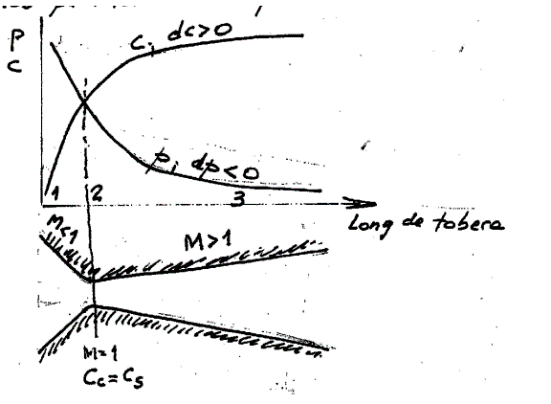 P
C
C, dc>0
p, dp<0
1 2 3
Long de tobera
M<1
M>1
M=1
Cc=Cs